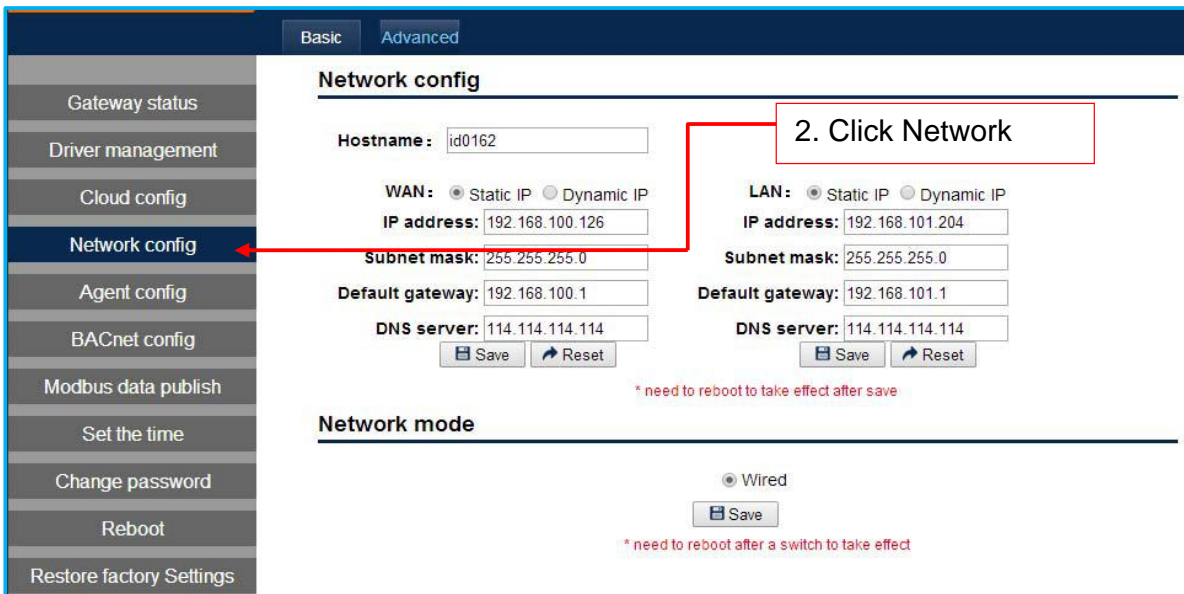 Basic Advanced
Gateway status
Driver management
Cloud config
Network config
Agent config
BACnet config
Modbus data publish
Set the time
Change password
Reboot
Restore factory Settings
Network config
2. Click Network
Hostname： id0162
WAN： Static IP Dynamic IP
IP address: 192.168.100.126
Subnet mask: 255.255.255.0
Default gateway: 192.168.100.1
DNS server: 114.114.114.114
Save Reset
LAN： Static IP Dynamic IP
IP address: 192.168.101.204
Subnet mask: 255.255.255.0
Default gateway: 192.168.101.1
DNS server: 114.114.114.114
Save Reset
* need to reboot to take effect after save
Network mode
Wired
Save
* need to reboot after a switch to take effect